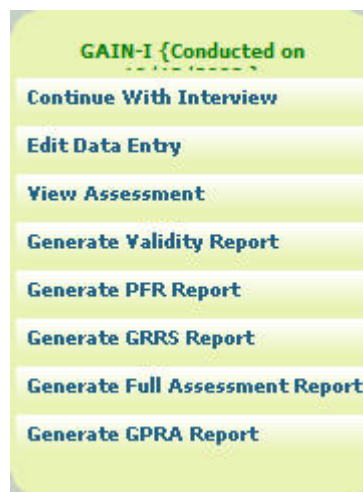 GAIN-I {Conducted on
Continue With Interview
Edit Data Entry
View Assessment
Generate Validity Report
Generate PFR Report
Generate GRRS Report
Generate Full Assessment Report
Generate GPRA Report